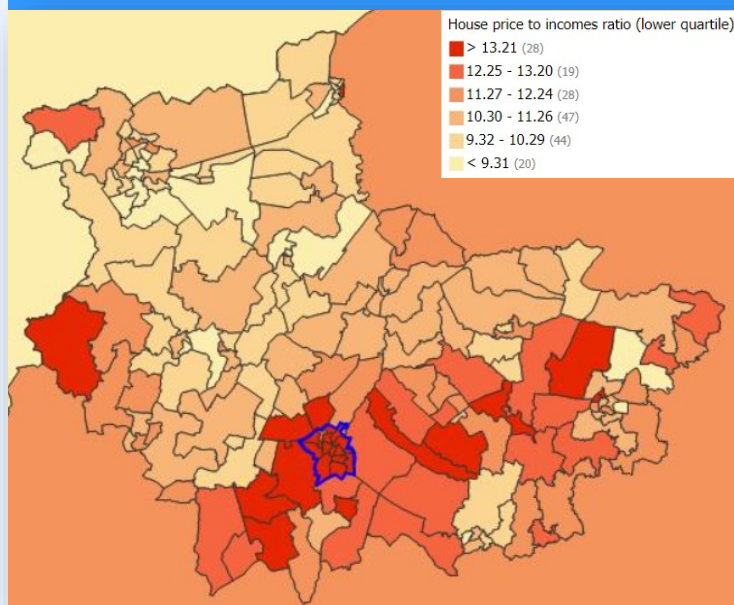 House price to incomes ratio (lower quartile)
> 13.21 (28)
12.25 - 13.20 (19)
11.27 - 12.24 (28)
10.30 - 11.26 (47)
9.32 - 10.29 (44)
< 9.31 (20)